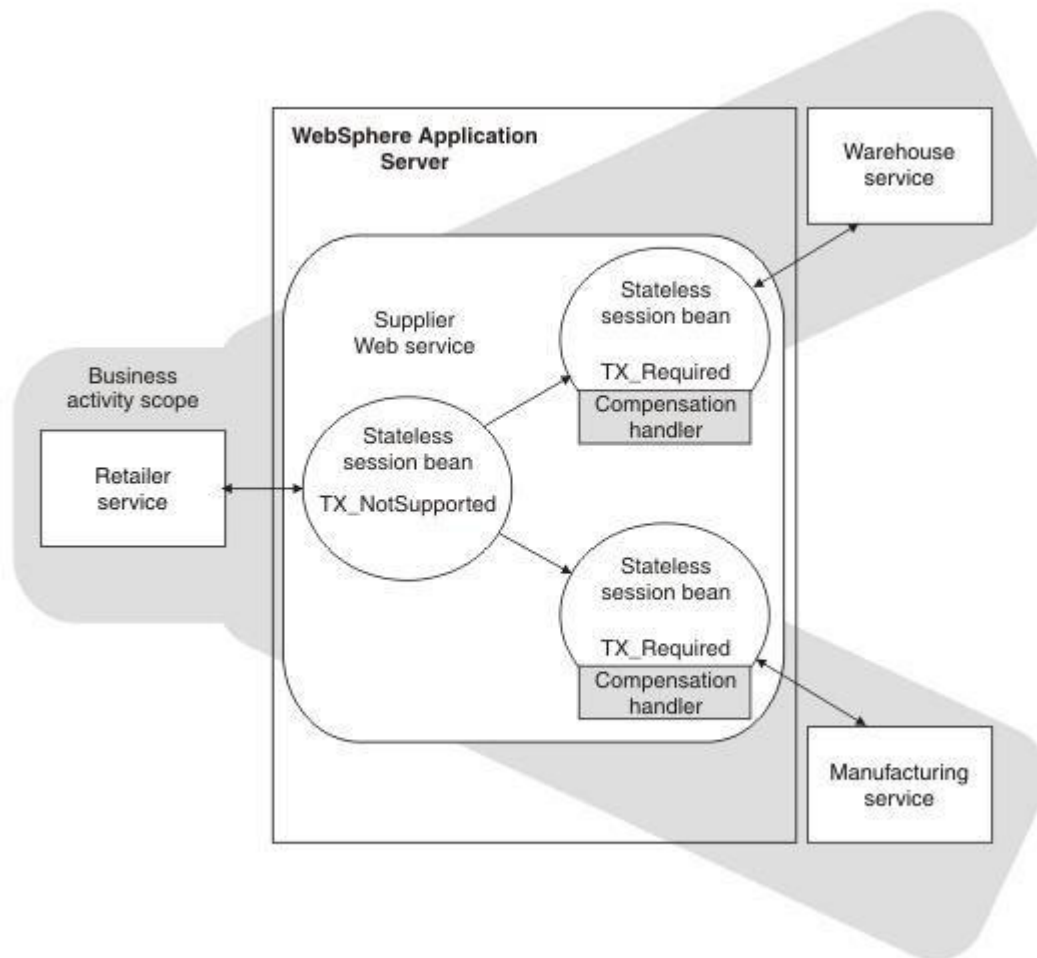 WebSphere Application
Server
Warehouse
service
Supplier
Web service
Stateless
session bean
TX_Required
Compensation
handler
Business
activity scope
Retailer
service
Stateless
session bean
TX_NotSupported
Stateless
session bean
TX_Required
Compensation
handler
Manufacturing
service